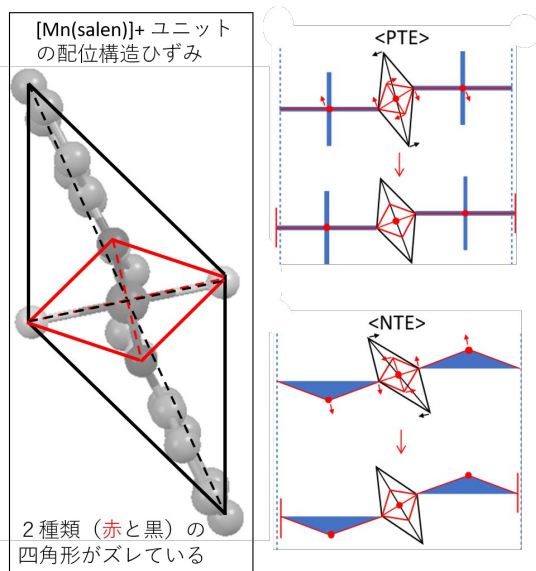 [Mn(salen)]+ ユニット
の配位構造ひずみ
２種類（赤と黒）の
四角形がズレている
<PTE>
<NTE>